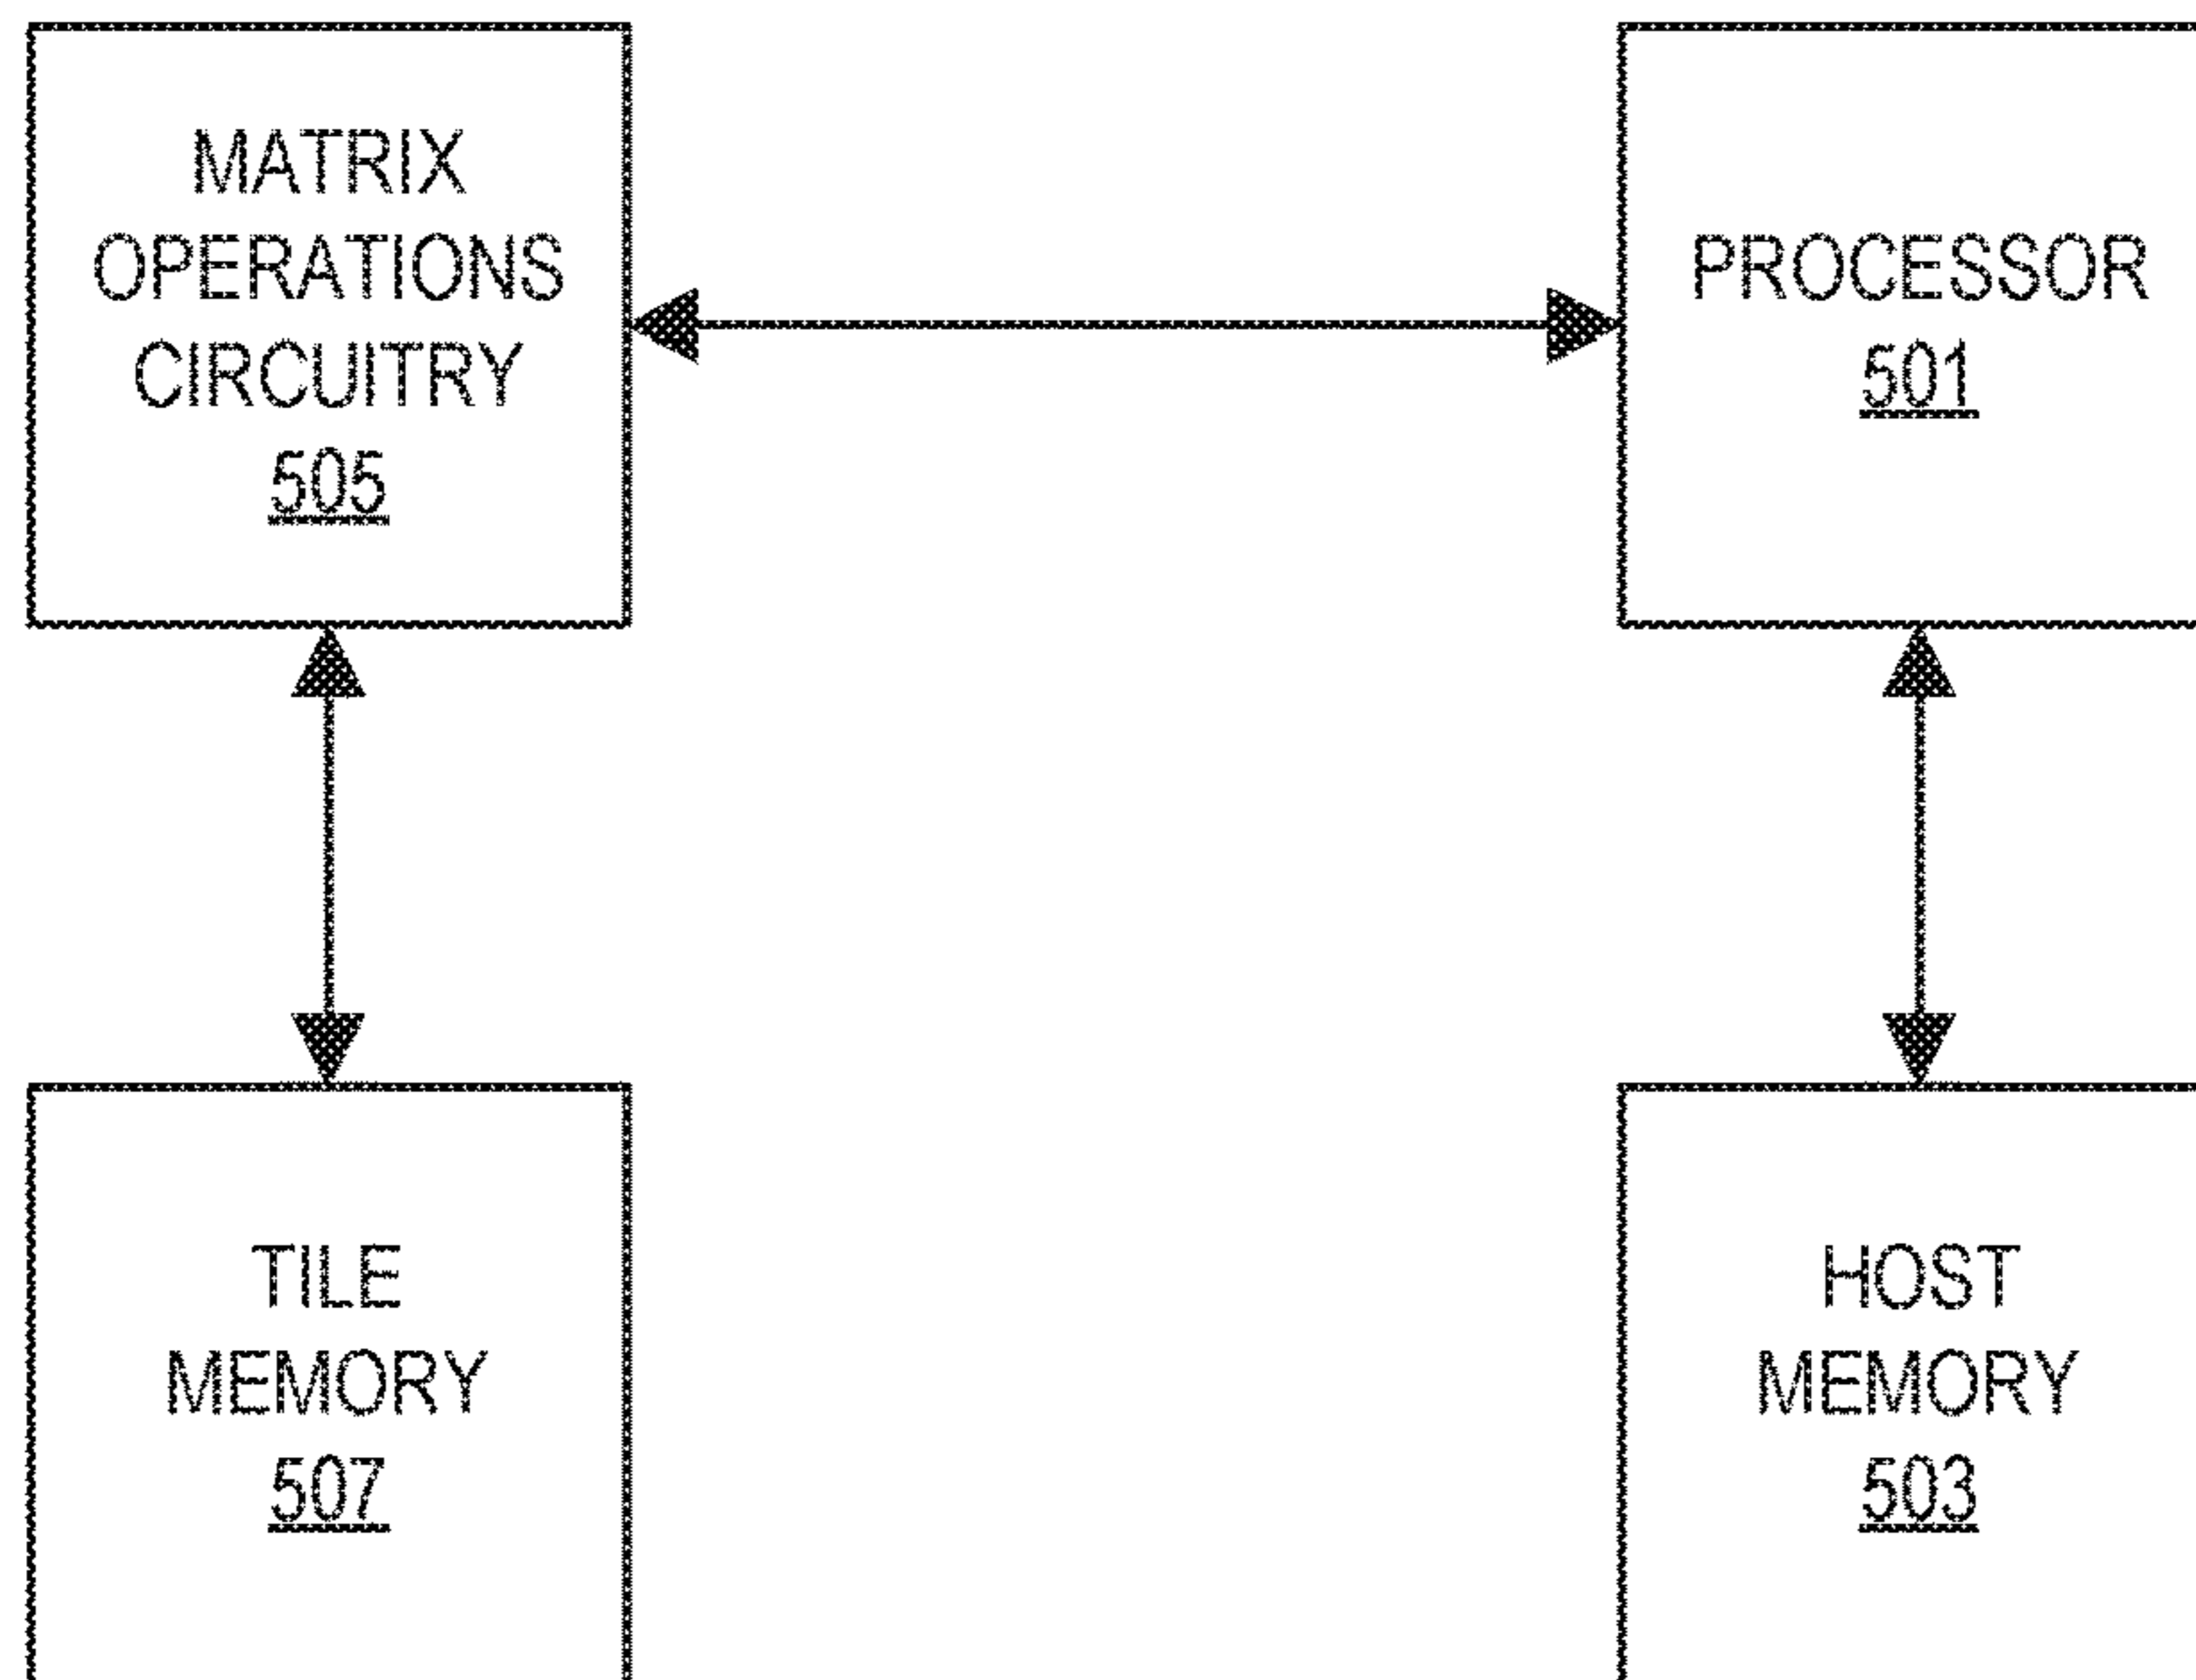 MATRIX
OPERATIONS
CIRCUITRY
505
PROCESSOR
501
TILE
MEMORY
507
HOST
MEMORY
503